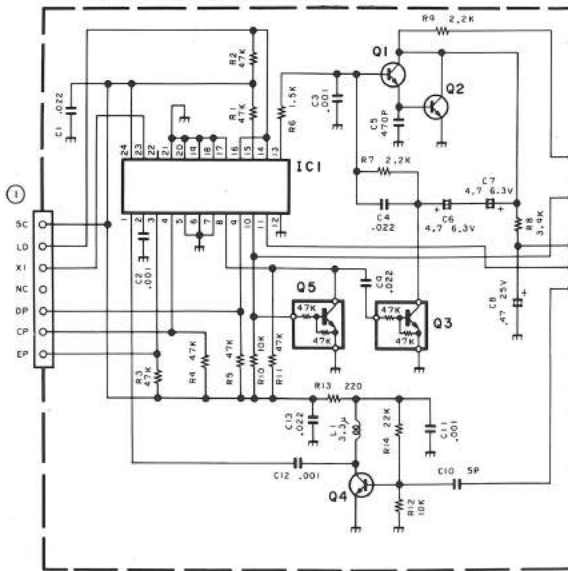 R9 2.2K
Q1
Q2
R2
47K
R1
47K
R6
1.5K
C3
.001
C5
470P
C1 .022
R7 2.2K
C7
4.7 6.3V
C6
4.7 6.3V
C4
.022
R8
3.4K
C8
.47 25V
24
23
22
21
20
19
18
17
16
15
14
13
IC1
1
2
3
4
5
6
7
8
9
10
11
12
1
SC
LD
X1
NC
DP
CP
EP
C2
.001
Q5
47K
47K
C9
.022
Q3
47K
47K
R3
47K
R4 47K
R5 47K
R10 10K
R11 47K
R13 220
C13
.022
L1
3.3μ
R14 22K
C11
.001
C12 .001
Q4
C10 5P
R12
10K